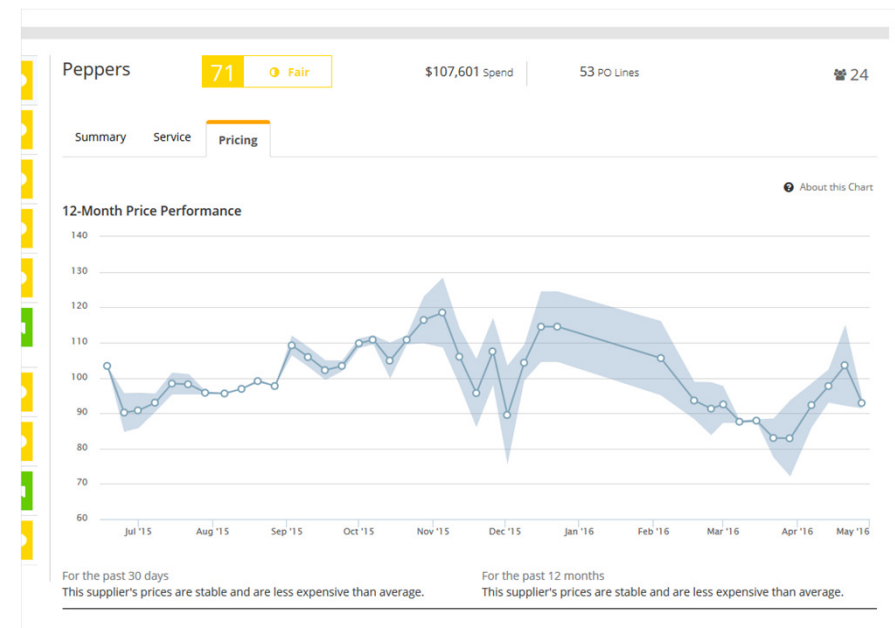 Peppers 71 Fair $107,601 Spend 53 PO Lines 24
Summary Service Pricing
About this Chart
12-Month Price Performance
140
130
120
110
100
90
80
70
60
Jul '15 Aug '15 Sep '15 Oct '15 Nov '15 Dec '15 Jan '16 Feb '16 Mar '16 Apr '16 May '16
For the past 30 days For the past 12 months
This supplier's prices are stable and are less expensive than average. This supplier's prices are stable and are less expensive than average.